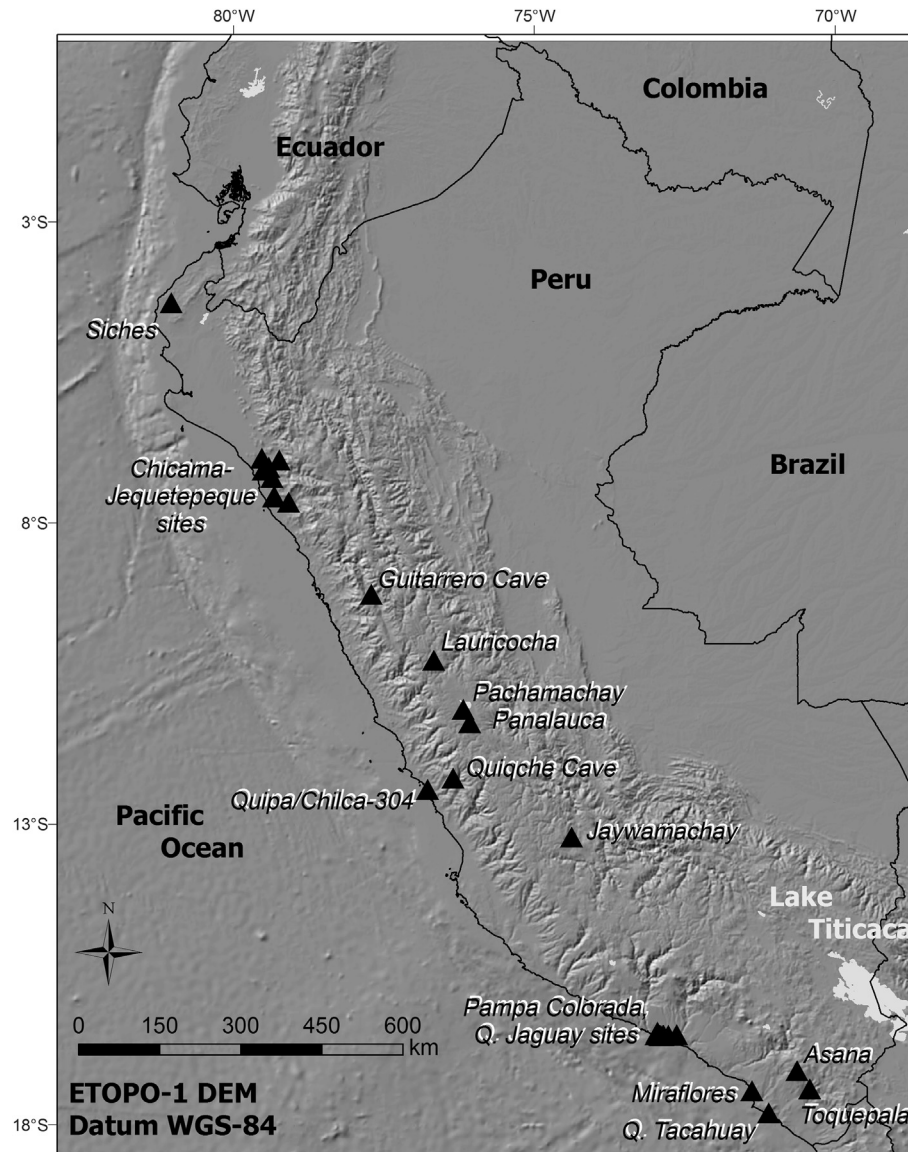 80°W 75°W 70°W
Colombia
Ecuador
3°S
Peru
Siches
Brazil
Chicama-
Jequetepeque
sites
8°S
Guitarrero Cave
Lauricocha
Pachamachay
Panalauca
Quiqche Cave
Quipa/Chilca-304
13°S
Pacific
Ocean
Jaywamachay
Lake
Titicaca
N
Pampa Colorada,
Q. Jaguay sites
0 150 300 450 600
km
Asana
ETOPO-1 DEM
Miraflores
Toquepala
Datum WGS-84
Q. Tacahuay
18°S